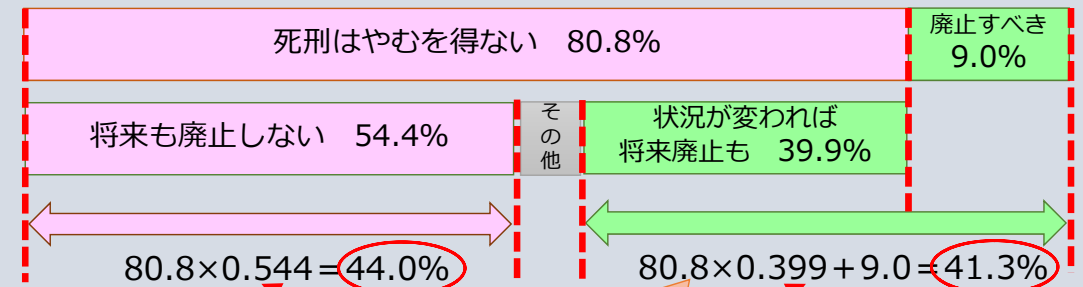 死刑はやむを得ない　80.8%
廃止すべき
9.0%
将来も廃止しない　54.4%
その他
状況が変われば
将来廃止も　39.9%
80.8×0.544＝44.0%
80.8×0.399＋9.0＝41.3%